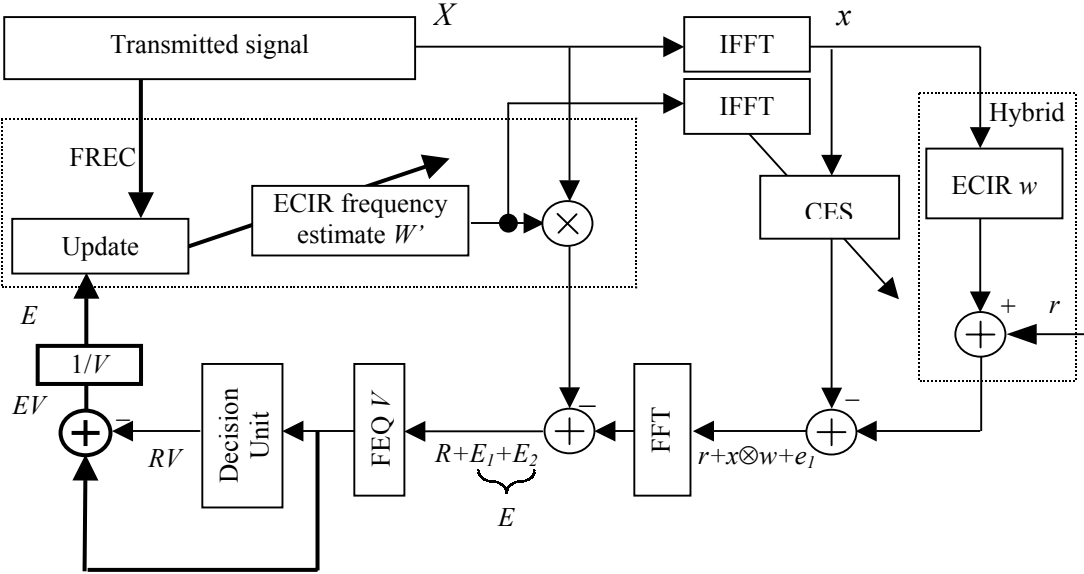 X
x
Transmitted signal
IFFT
IFFT
Hybrid
FREC
ECIR w
CES
ECIR frequency
estimate W’
×
Update
+
r
+
E
1/V
EV
−
+
RV
Decision
Unit
FEQ V
R+E1+E2
E
−
+
FFT
−
+
r+x⊗w+e1